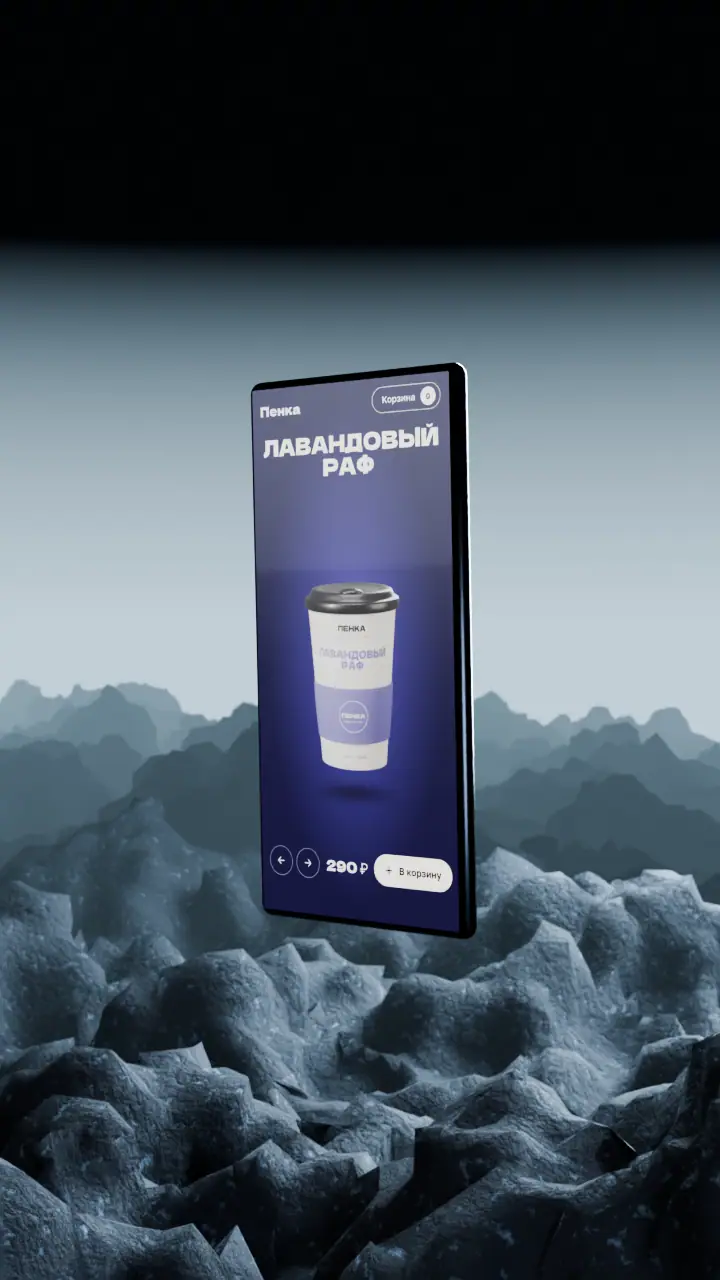 Пенка
Корзина 0
ЛАВАНДОВЫЙ
РАФ
ПЕНКА
ЛАВАНДОВЫЙ
РАФ
ПЕНКА
← → 290 ₽ + В корзину